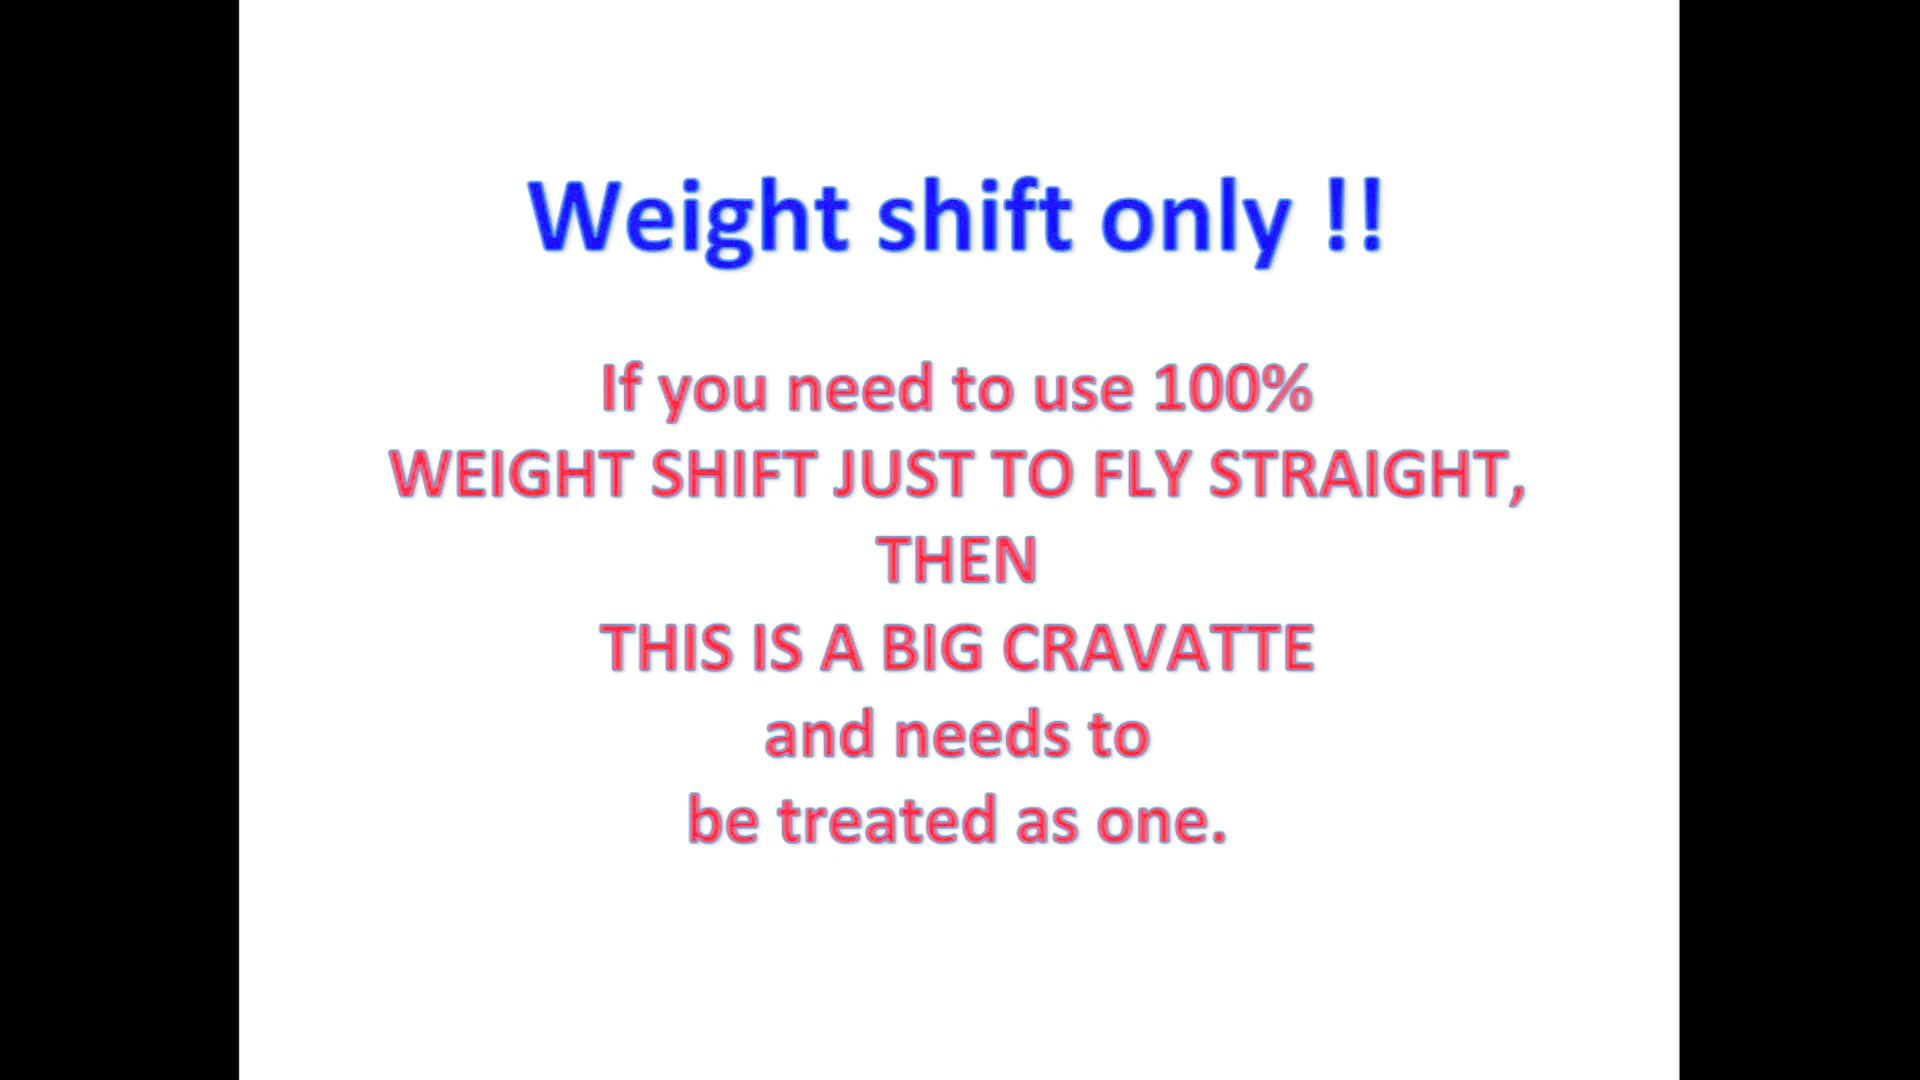 Weight shift only !!
If you need to use 100%
WEIGHT SHIFT JUST TO FLY STRAIGHT,
THEN
THIS IS A BIG CRAVATTE
and needs to
be treated as one.